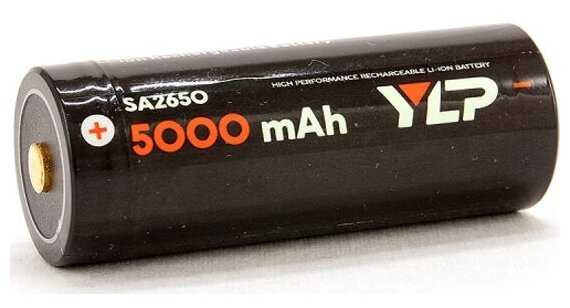 SA2650
HIGH PERFORMANCE RECHARGEABLE LI-ION BATTERY
+ 5000 mAh YLP -